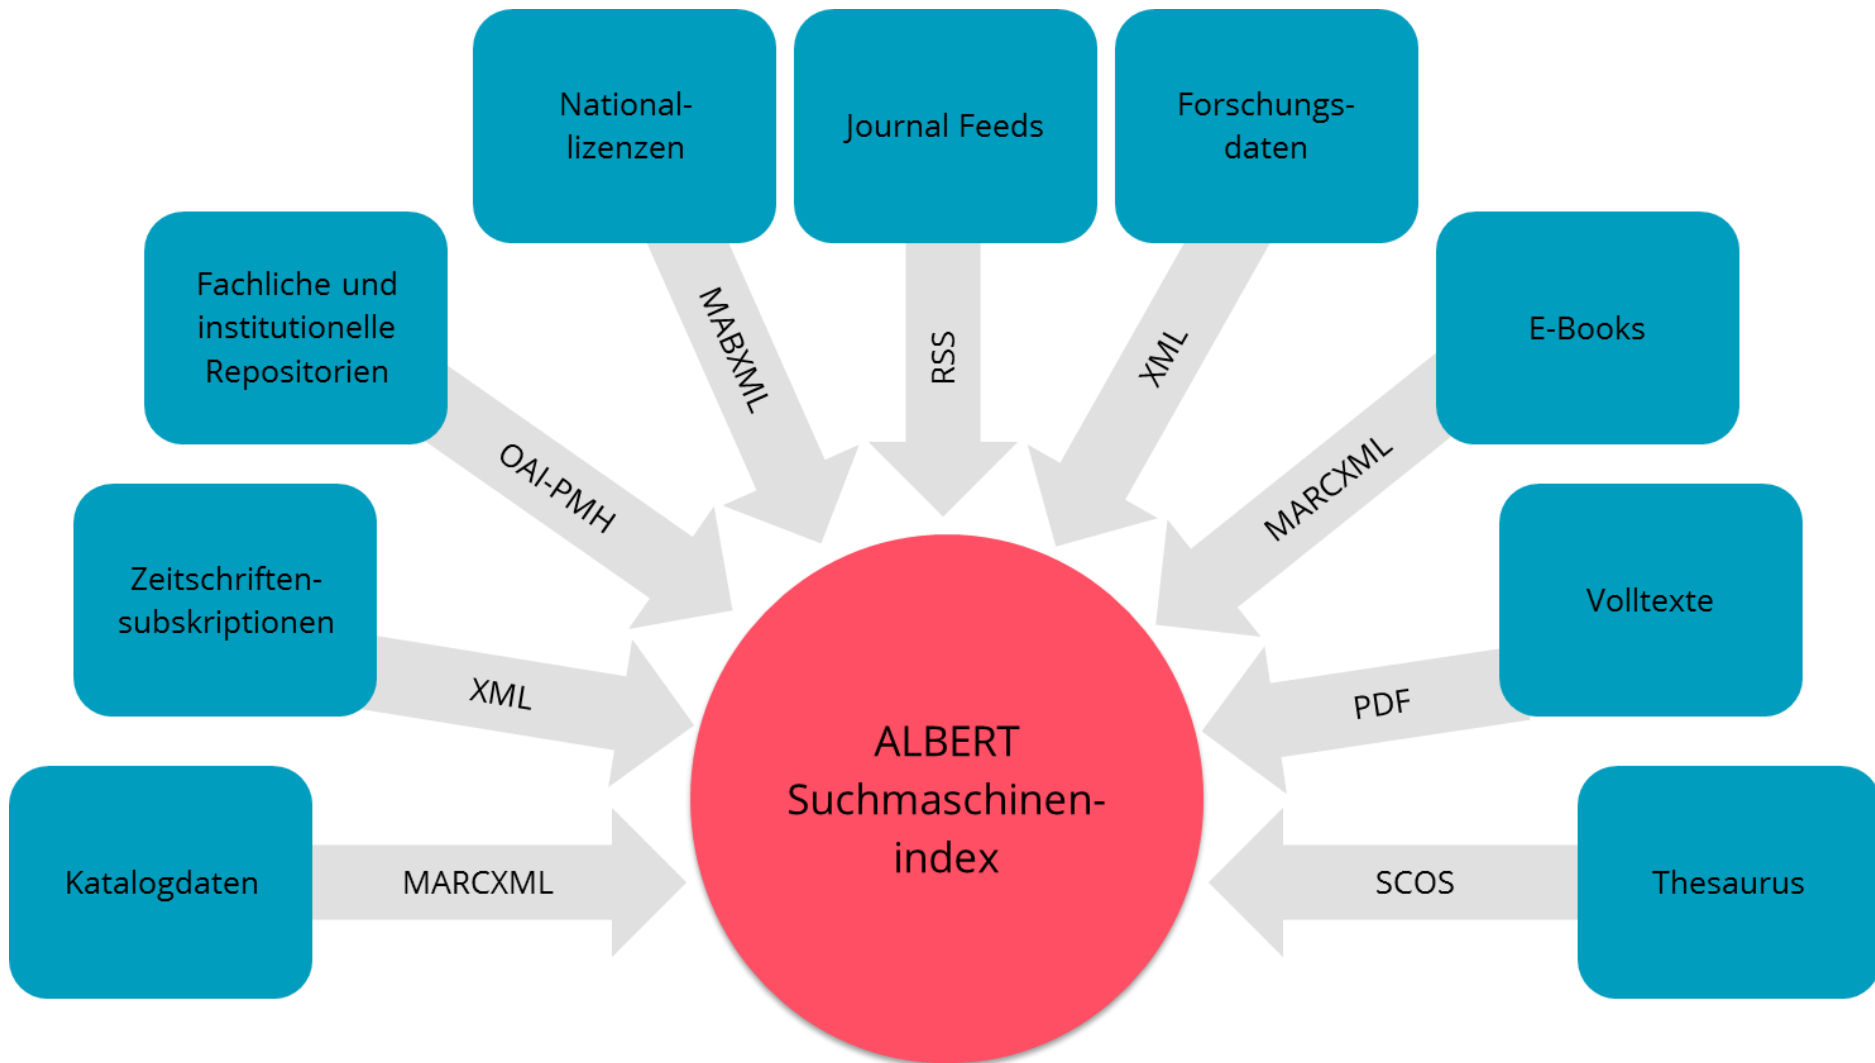 National-
lizenzen
Journal Feeds
Forschungs-
daten
Fachliche und
institutionelle
Repositorien
E-Books
MABXML
RSS
XML
OAI-PMH
MARCXML
Zeitschriften-
subskriptionen
Volltexte
XML
PDF
ALBERT
Suchmaschinen-
index
Katalogdaten
MARCXML
SCOS
Thesaurus